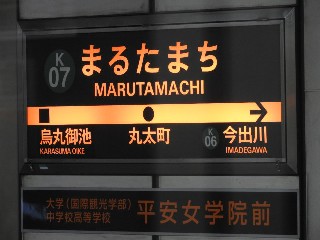 K
07
まるたまち
MARUTAMACHI
烏丸御池
KARASUMA OIKE
丸太町
K
06
今出川
IMADEGAWA
大学(国際観光学部)
中学校高等学校
平安女学院前